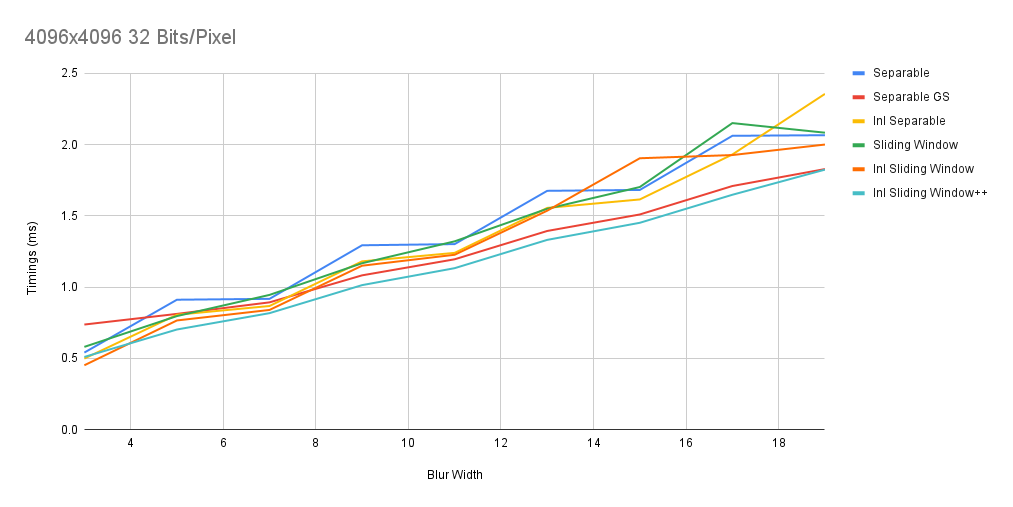 4096x4096 32 Bits/Pixel
2.5
2.0
1.5
1.0
0.5
0.0
Timings (ms)
4 6 8 10 12 14 16 18
Blur Width
Separable
Separable GS
Inl Separable
Sliding Window
Inl Sliding Window
Inl Sliding Window++